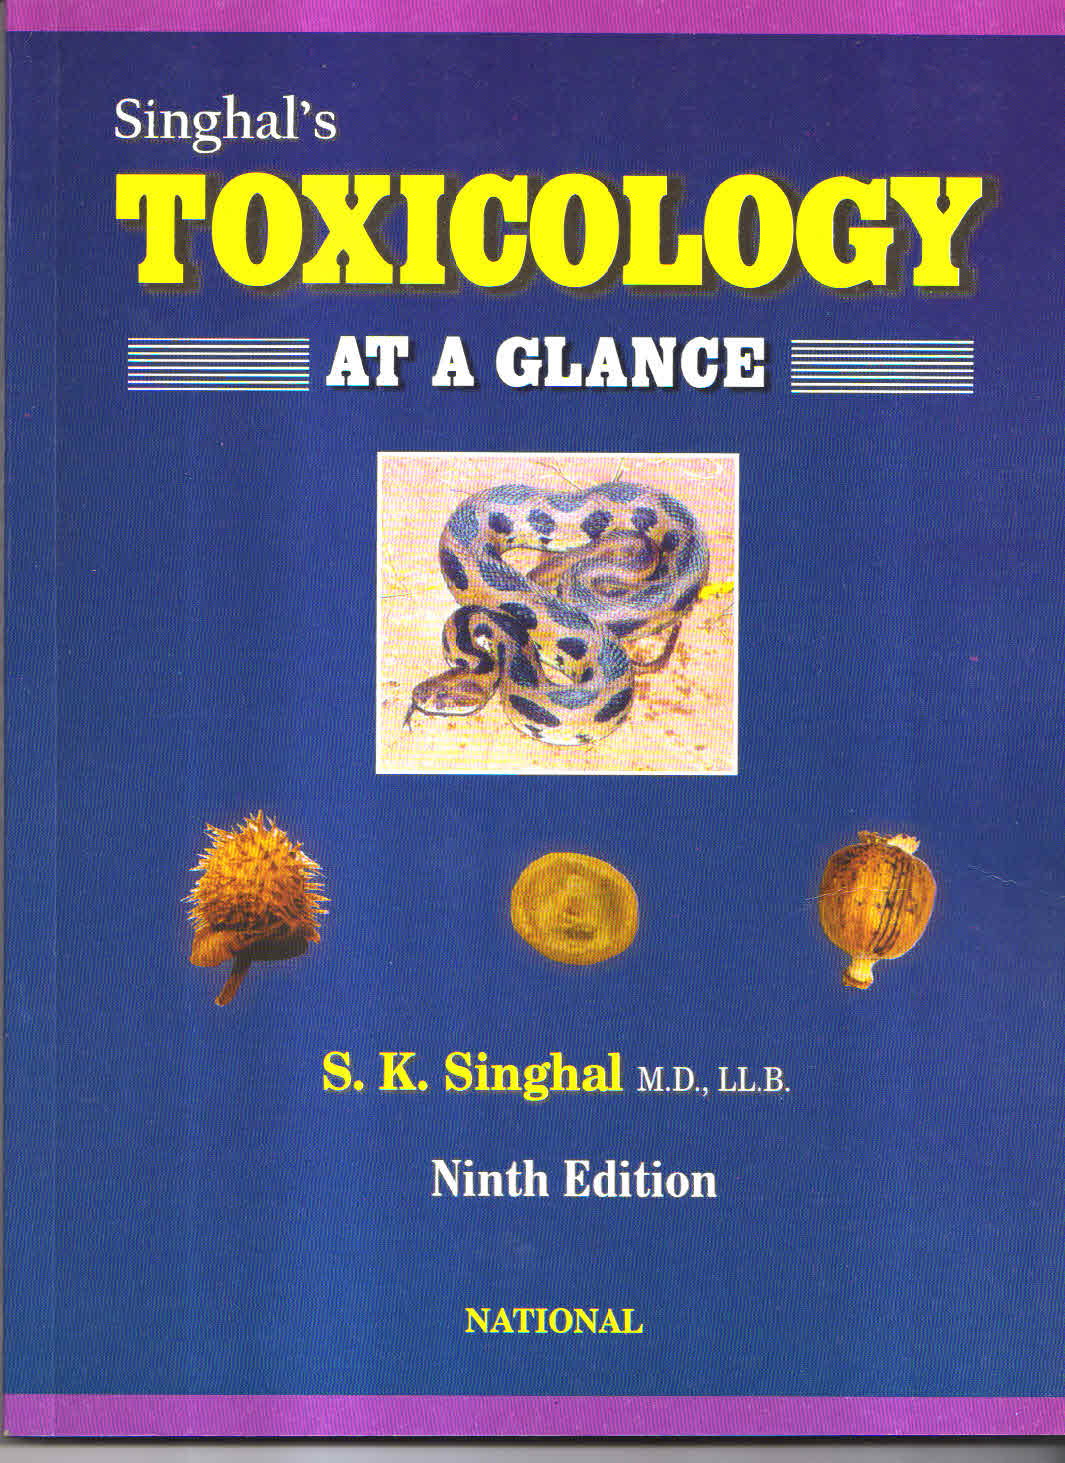 Singhal's
TOXICOLOGY
AT A GLANCE
S. K. Singhal M.D., LL.B.
Ninth Edition
NATIONAL